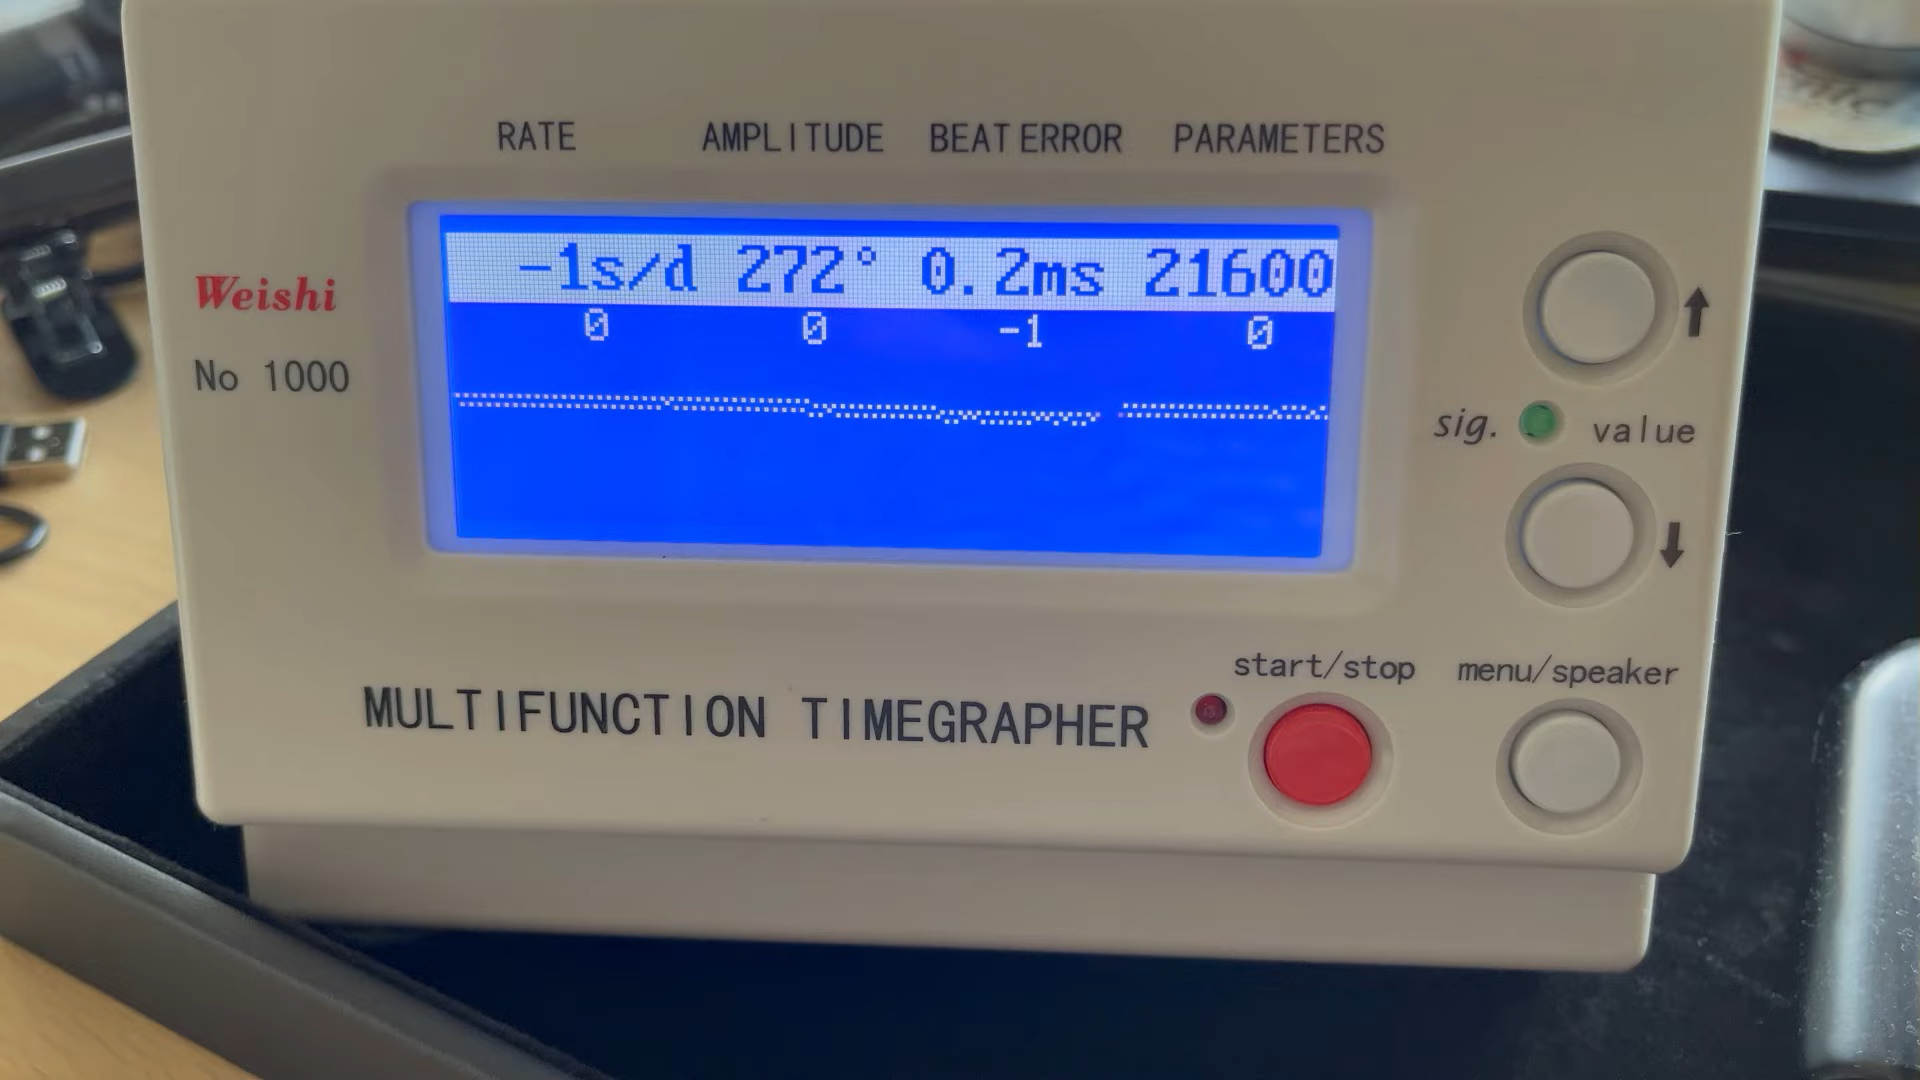 RATE AMPLITUDE BEAT ERROR PARAMETERS
-1s/d 272° 0.2ms 21600
0 0 -1 0
Weishi
No 1000
sig. value
start/stop menu/speaker
MULTIFUNCTION TIMEGRAPHER